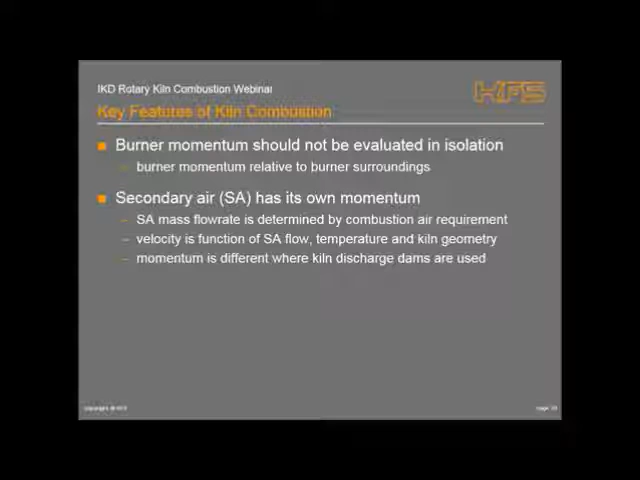 IKD Rotary Kiln Combustion Webinar
KFS
Key Features of Kiln Combustion
Burner momentum should not be evaluated in isolation
– burner momentum relative to burner surroundings
Secondary air (SA) has its own momentum
– SA mass flowrate is determined by combustion air requirement
– velocity is function of SA flow, temperature and kiln geometry
– momentum is different where kiln discharge dams are used
Copyright @ KFS